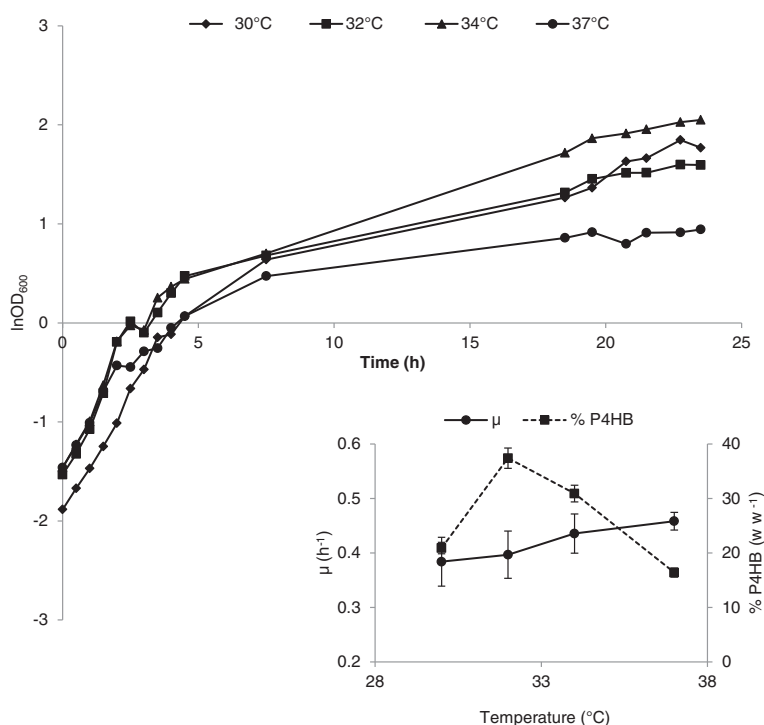 30°C 32°C 34°C 37°C
3
2
1
0
-1
-2
-3
lnOD600
0 5 10 15 20 25
Time (h)
μ % P4HB
0.6
0.5
0.4
0.3
0.2
μ (h-1)
40
30
20
10
0
% P4HB (w w-1)
28 33 38
Temperature (°C)